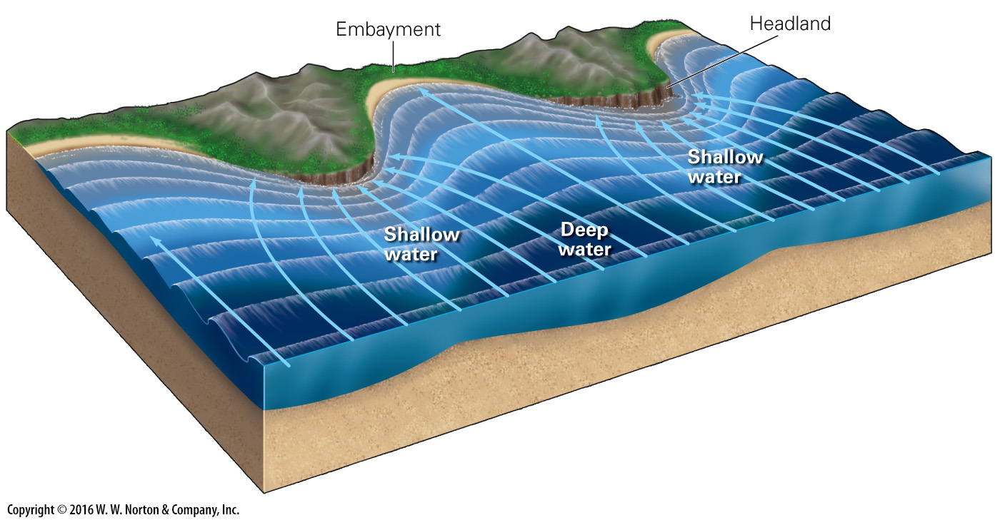 Embayment
Headland
Shallow
water
Shallow
water
Deep
water
Copyright © 2016 W. W. Norton & Company, Inc.